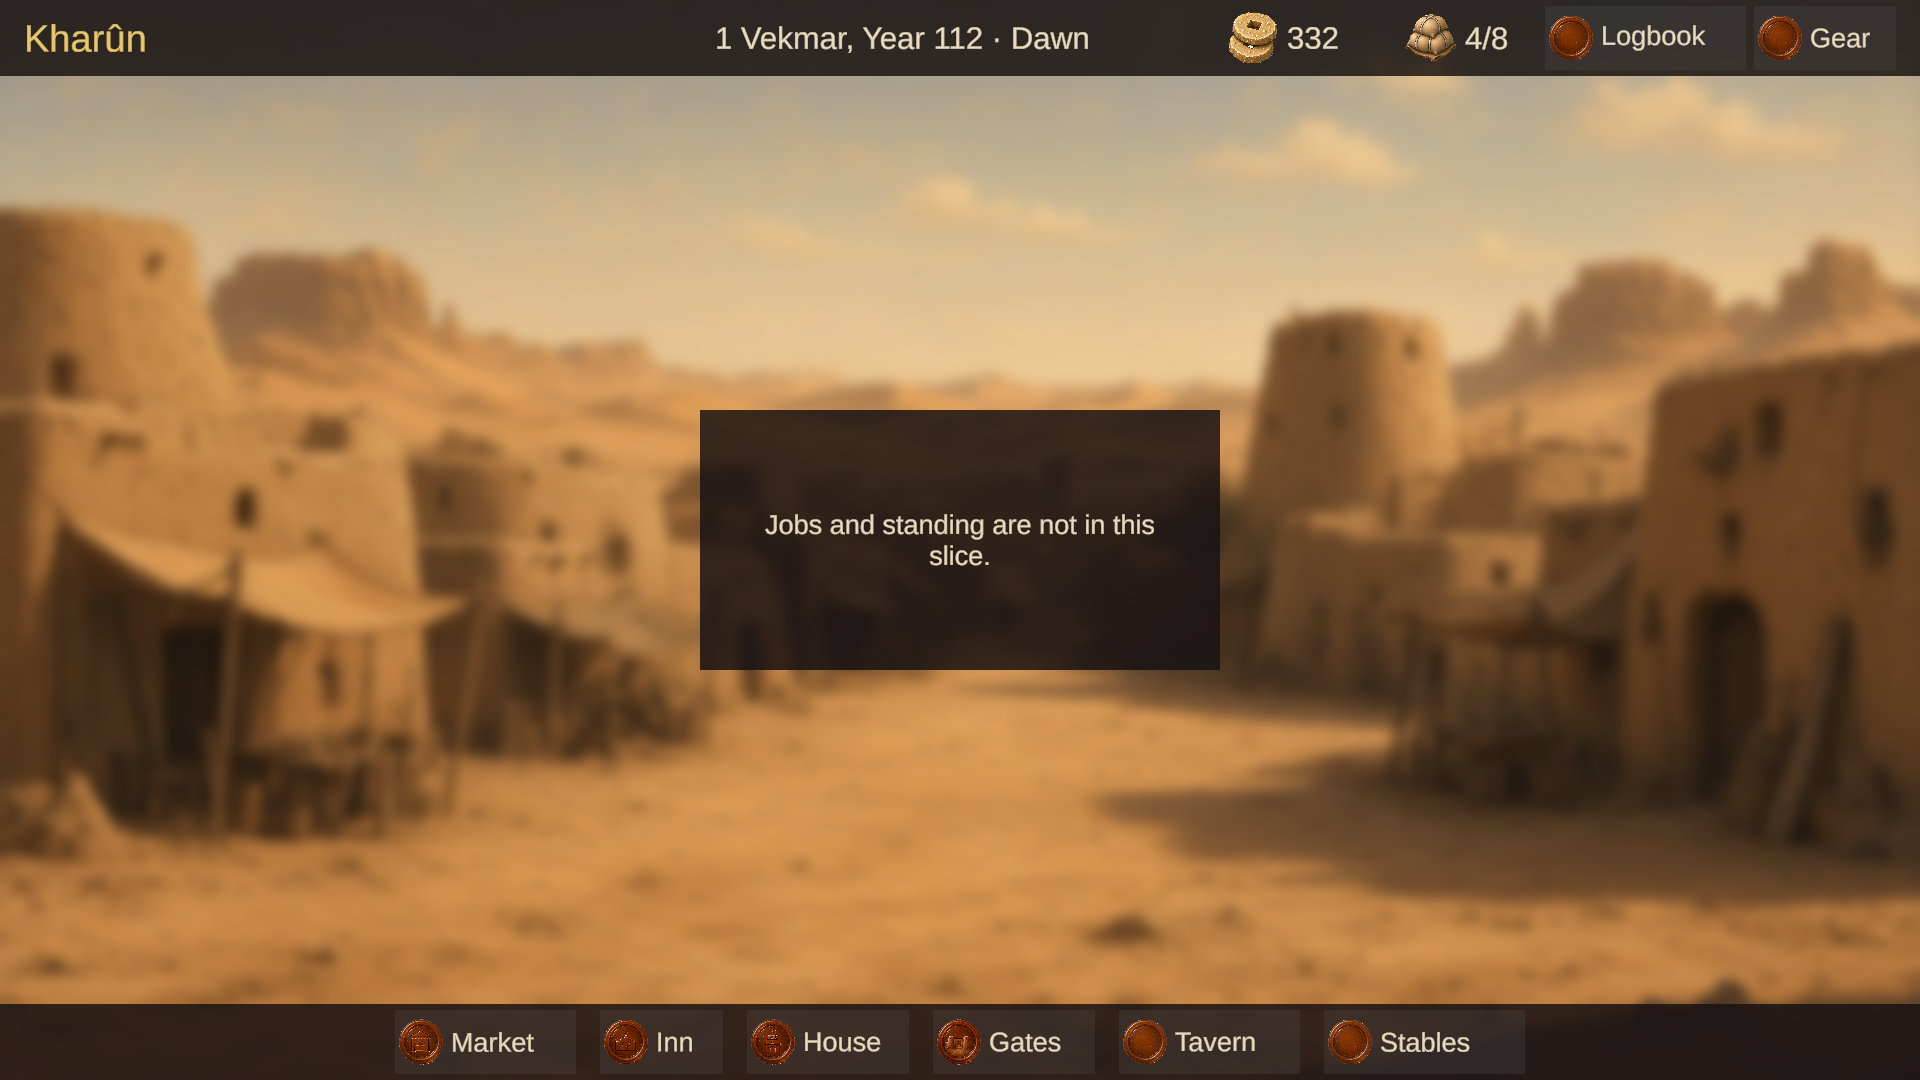 Kharûn
1 Vekmar, Year 112 · Dawn
332
4/8
Logbook
Gear
Jobs and standing are not in this
slice.
Market
Inn
House
Gates
Tavern
Stables